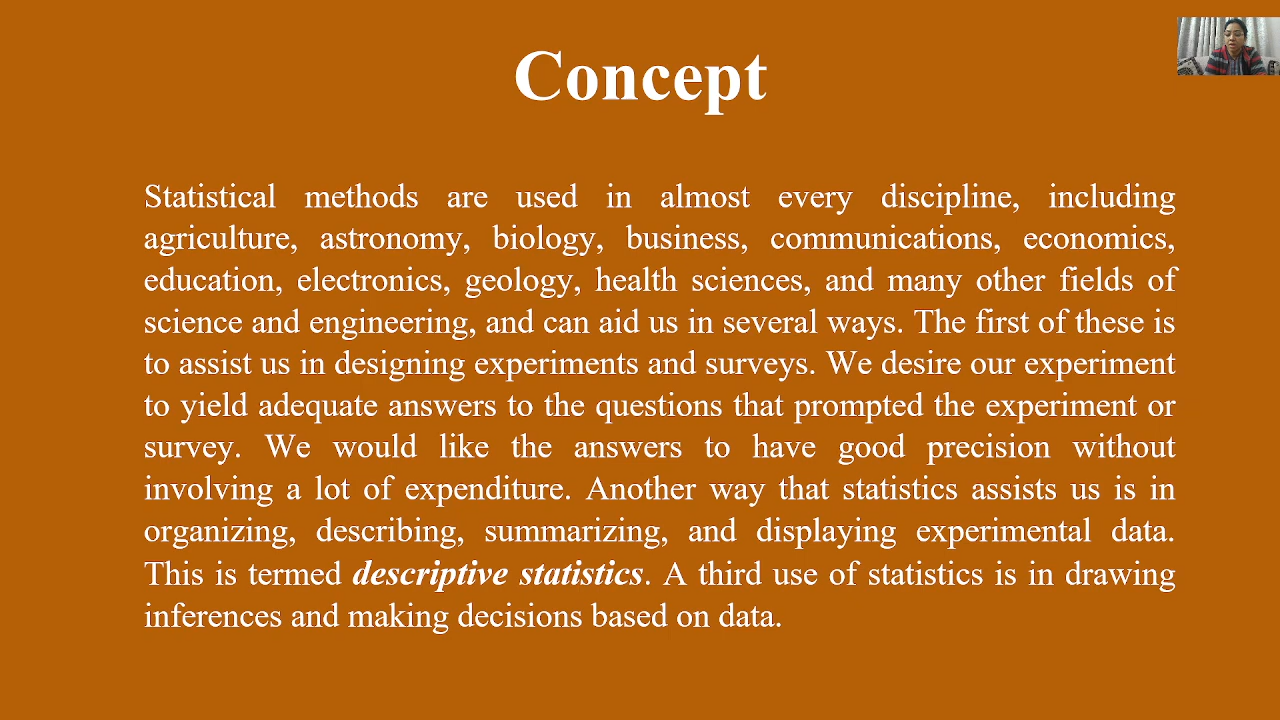 Concept
Statistical methods are used in almost every discipline, including
agriculture, astronomy, biology, business, communications, economics,
education, electronics, geology, health sciences, and many other fields of
science and engineering, and can aid us in several ways. The first of these is
to assist us in designing experiments and surveys. We desire our experiment
to yield adequate answers to the questions that prompted the experiment or
survey. We would like the answers to have good precision without
involving a lot of expenditure. Another way that statistics assists us is in
organizing, describing, summarizing, and displaying experimental data.
This is termed descriptive statistics. A third use of statistics is in drawing
inferences and making decisions based on data.